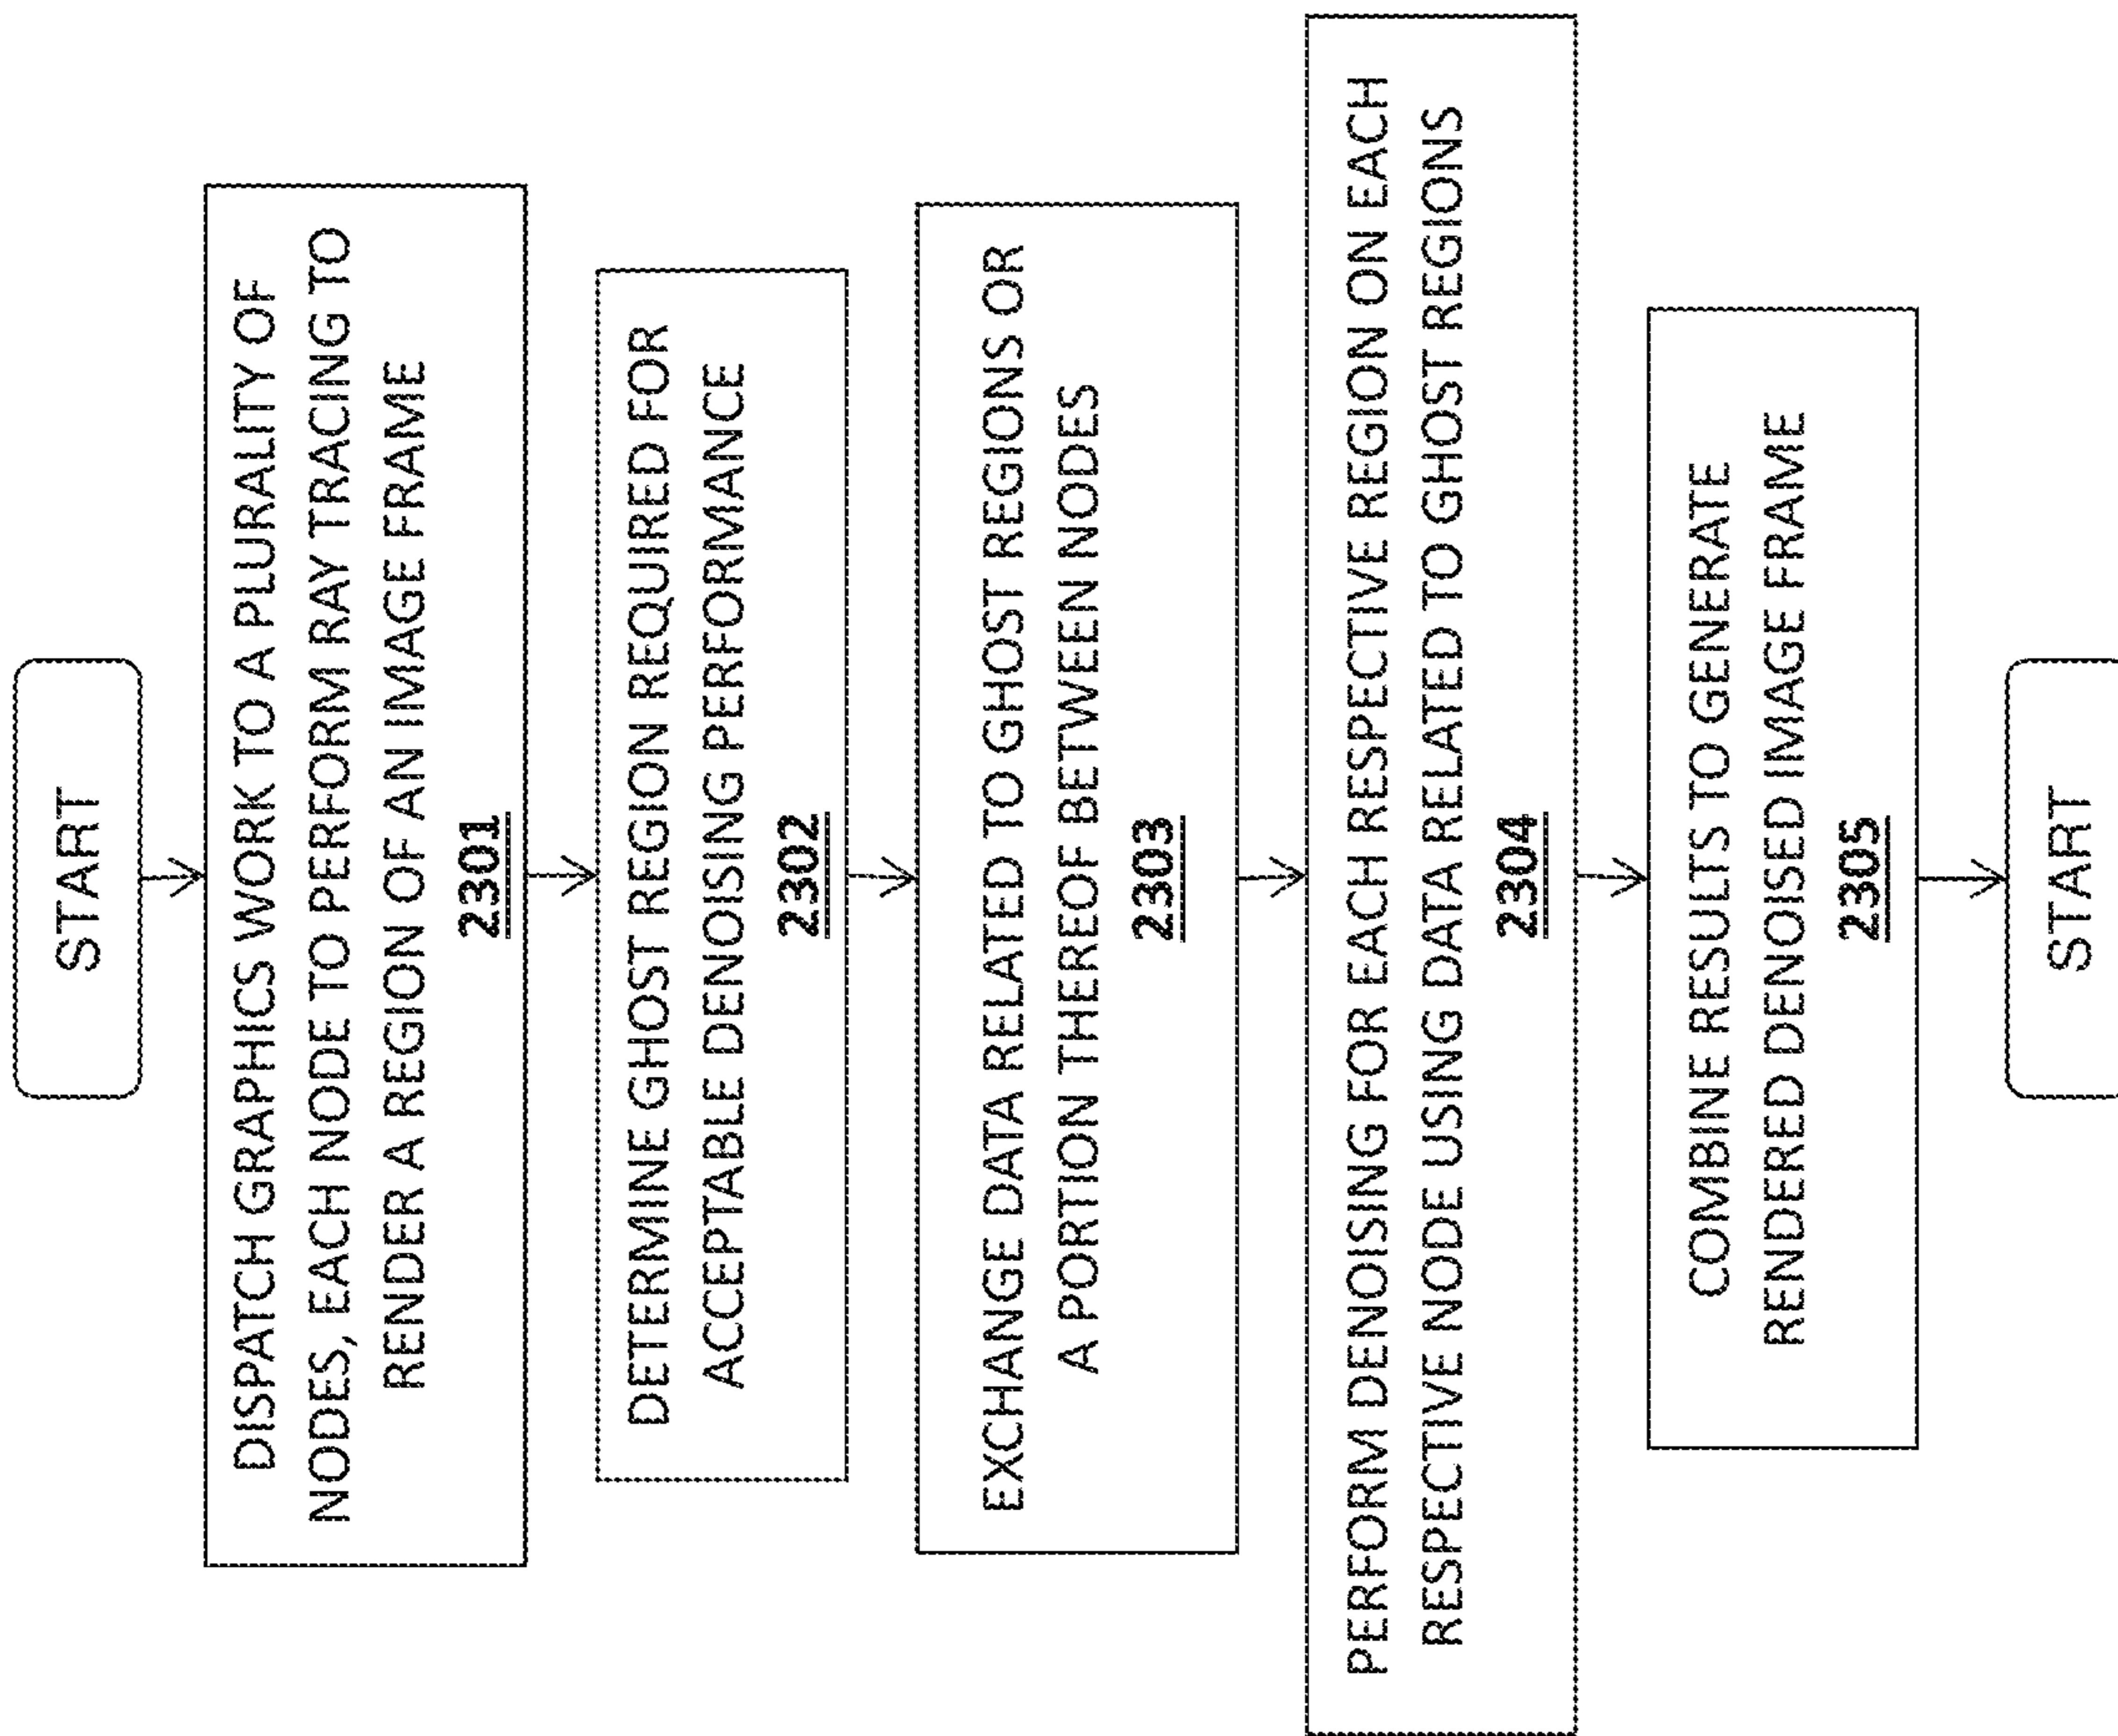 START
DISPATCH GRAPHICS WORK TO A PLURALITY OF
NODES, EACH NODE TO PERFORM RAY TRACING TO
RENDER A REGION OF AN IMAGE FRAME
2301
DETERMINE GHOST REGION REQUIRED FOR
ACCEPTABLE DENOISING PERFORMANCE
2302
EXCHANGE DATA RELATED TO GHOST REGIONS OR
A PORTION THEREOF BETWEEN NODES
2303
PERFORM DENOISING FOR EACH RESPECTIVE REGION ON EACH
RESPECTIVE NODE USING DATA RELATED TO GHOST REGIONS
2304
COMBINE RESULTS TO GENERATE
RENDERED DENOISED IMAGE FRAME
2305
START